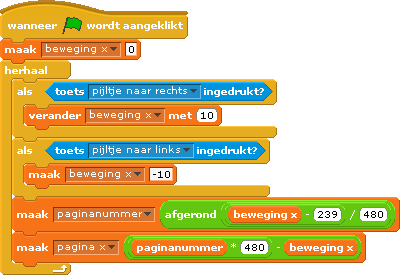 wanneer wordt aangeklikt
maak beweging x 0
herhaal
als toets pijltje naar rechts ingedrukt?
verander beweging x met 10
als toets pijltje naar links ingedrukt?
maak beweging x -10
maak paginanummer afgerond beweging x - 239 / 480
maak pagina x paginanummer * 480 - beweging x